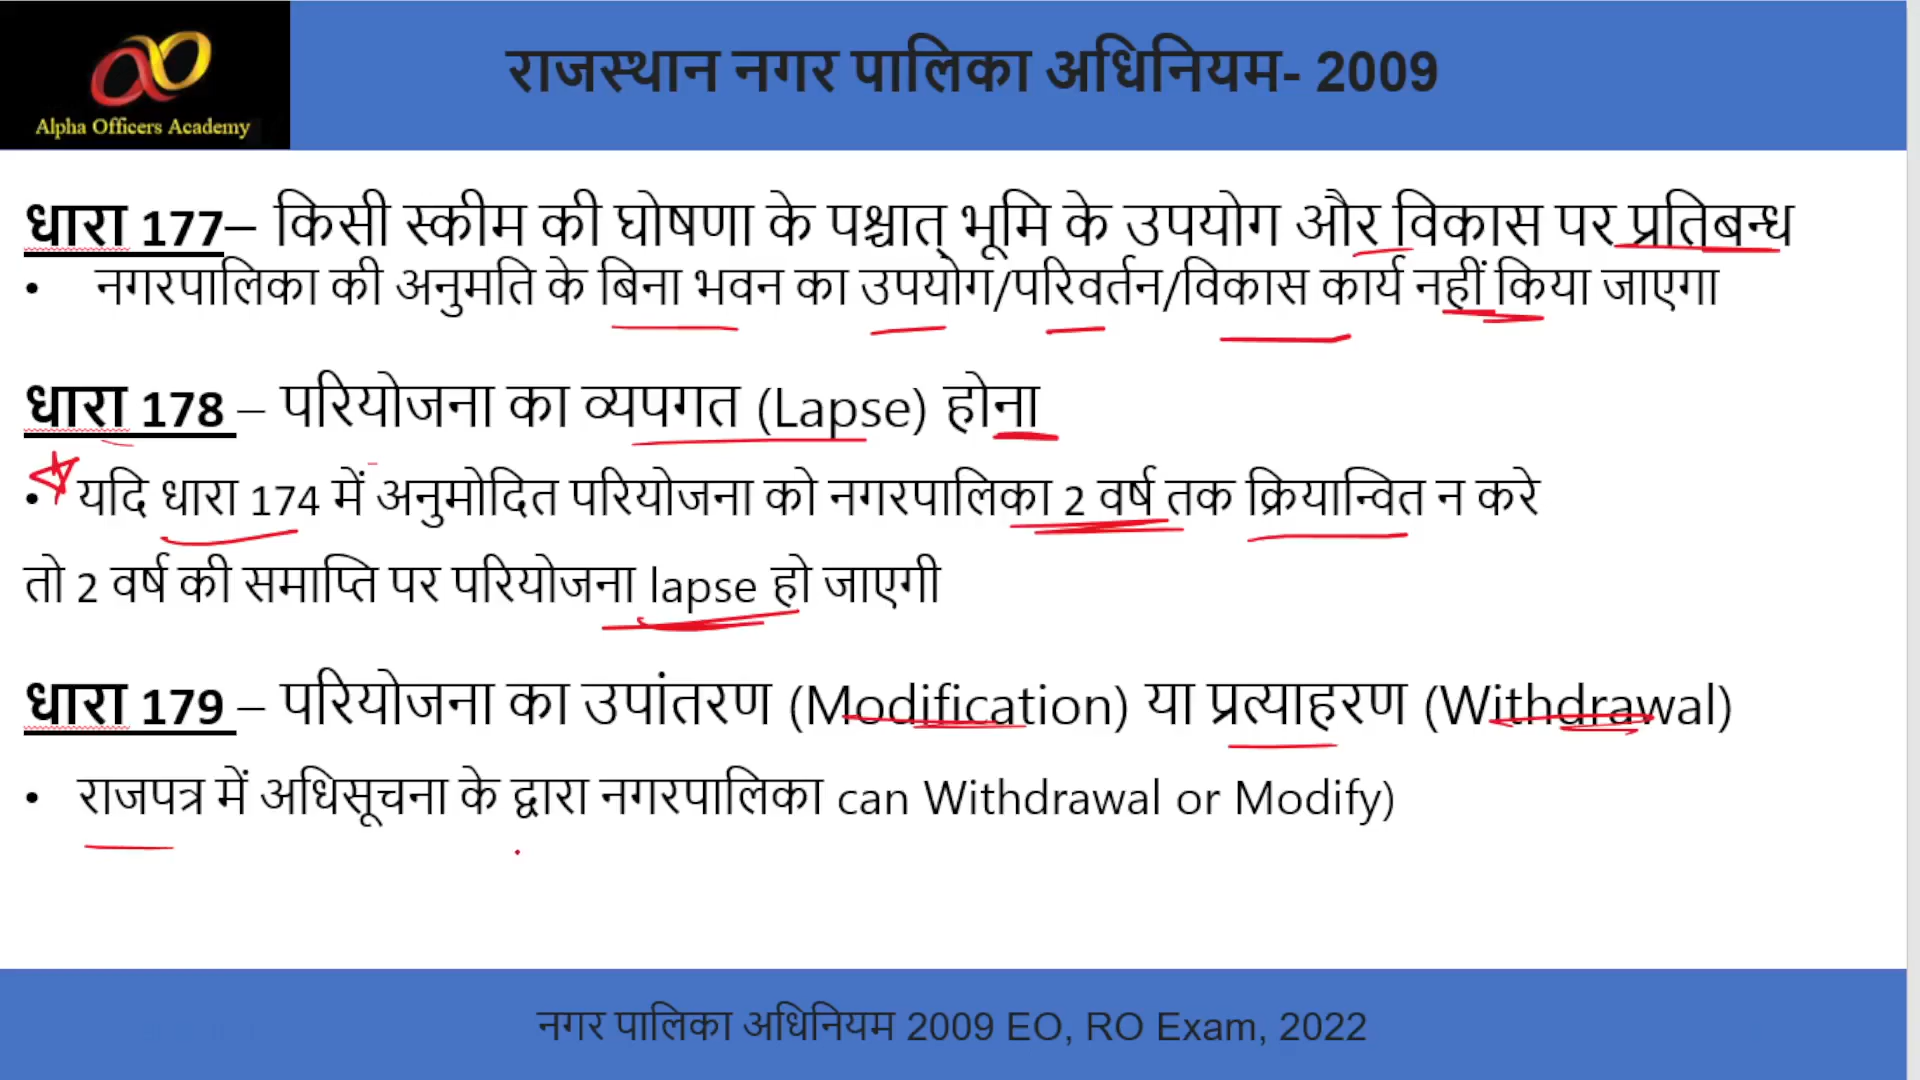 Alpha Officers Academy
राजस्थान नगर पालिका अधिनियम- 2009
धारा 177– किसी स्कीम की घोषणा के पश्चात् भूमि के उपयोग और विकास पर प्रतिबन्ध
• नगरपालिका की अनुमति के बिना भवन का उपयोग/परिवर्तन/विकास कार्य नहीं किया जाएगा
धारा 178 – परियोजना का व्यपगत (Lapse) होना
• यदि धारा 174 में अनुमोदित परियोजना को नगरपालिका 2 वर्ष तक क्रियान्वित न करे
तो 2 वर्ष की समाप्ति पर परियोजना lapse हो जाएगी
धारा 179 – परियोजना का उपांतरण (Modification) या प्रत्याहरण (Withdrawal)
• राजपत्र में अधिसूचना के द्वारा नगरपालिका can Withdrawal or Modify)
नगर पालिका अधिनियम 2009 EO, RO Exam, 2022